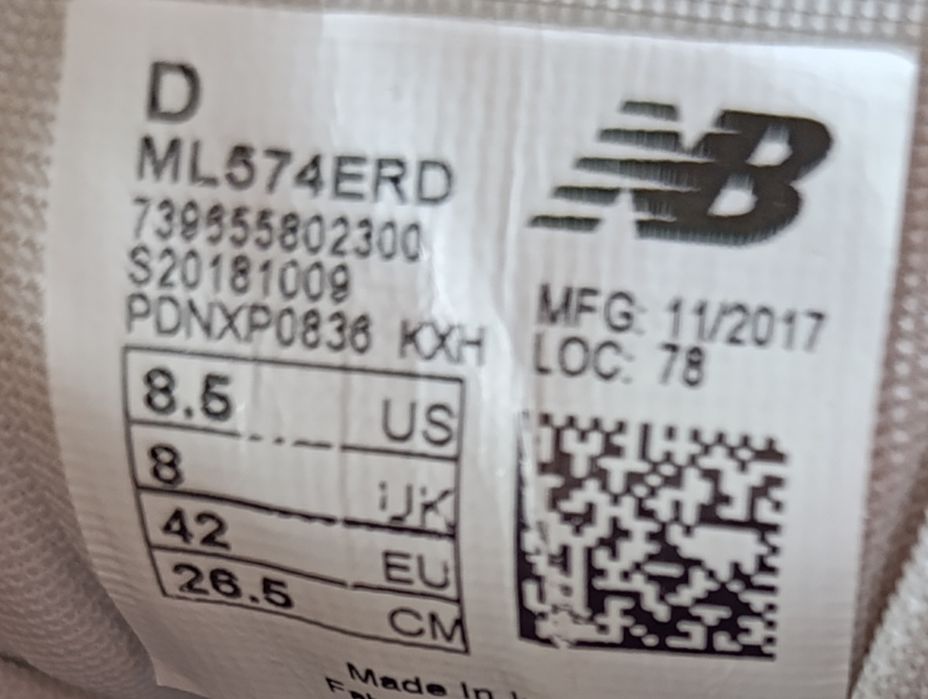 D
ML574ERD
739655802300
S20181009
PDNXP0836 KXH
8.5 US
8 UK
42 EU
26.5 CM
NB
MFG: 11/2017
LOC: 78
Made In